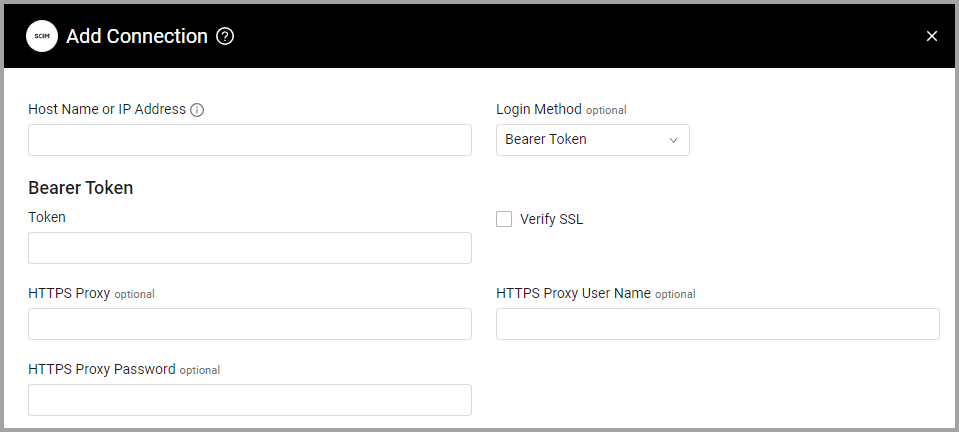 SCIM Add Connection ?
Host Name or IP Address i
Login Method optional
Bearer Token
Bearer Token
Token
Verify SSL
HTTPS Proxy optional
HTTPS Proxy User Name optional
HTTPS Proxy Password optional